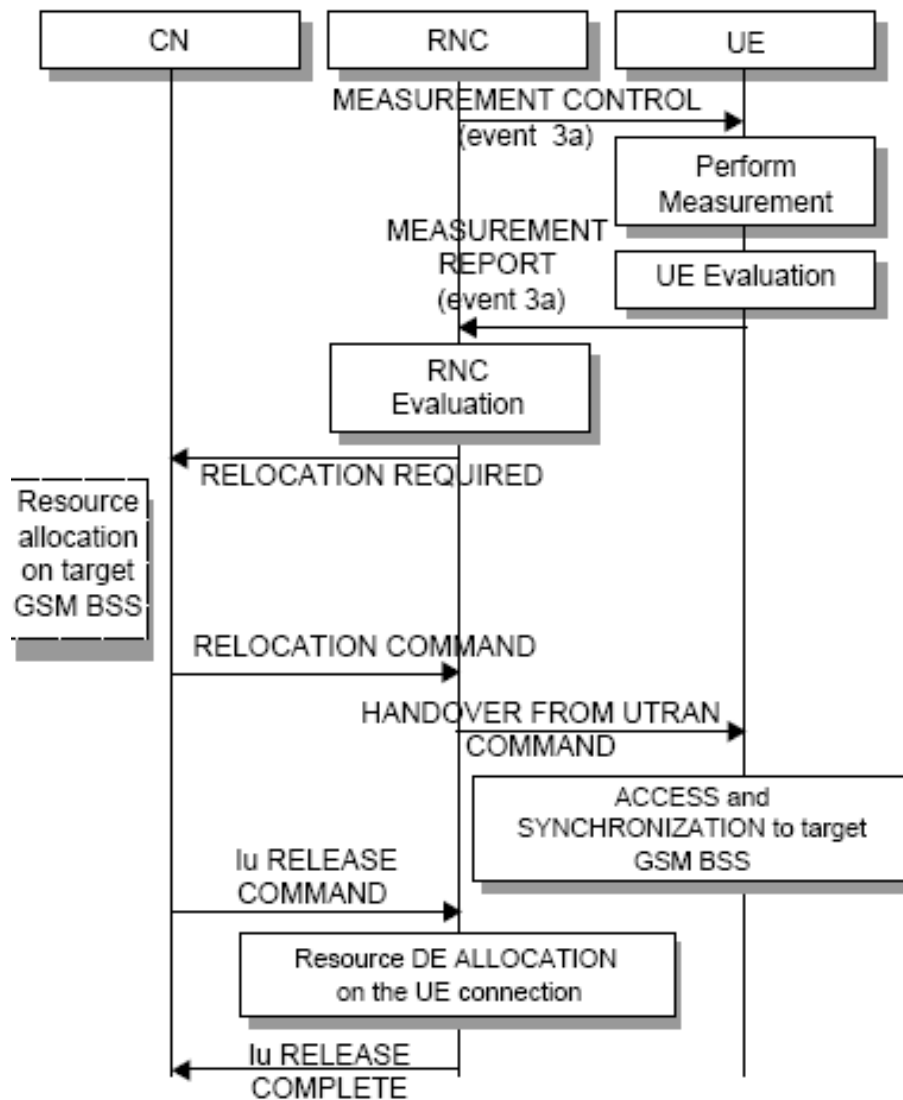 CN
RNC
UE
MEASUREMENT CONTROL
(event 3a)
Perform
Measurement
MEASUREMENT
REPORT
(event 3a)
UE Evaluation
RNC
Evaluation
RELOCATION REQUIRED
Resource
allocation
on target
GSM BSS
RELOCATION COMMAND
HANDOVER FROM UTRAN
COMMAND
ACCESS and
SYNCHRONIZATION to target
GSM BSS
Iu RELEASE
COMMAND
Resource DE ALLOCATION
on the UE connection
Iu RELEASE
COMPLETE